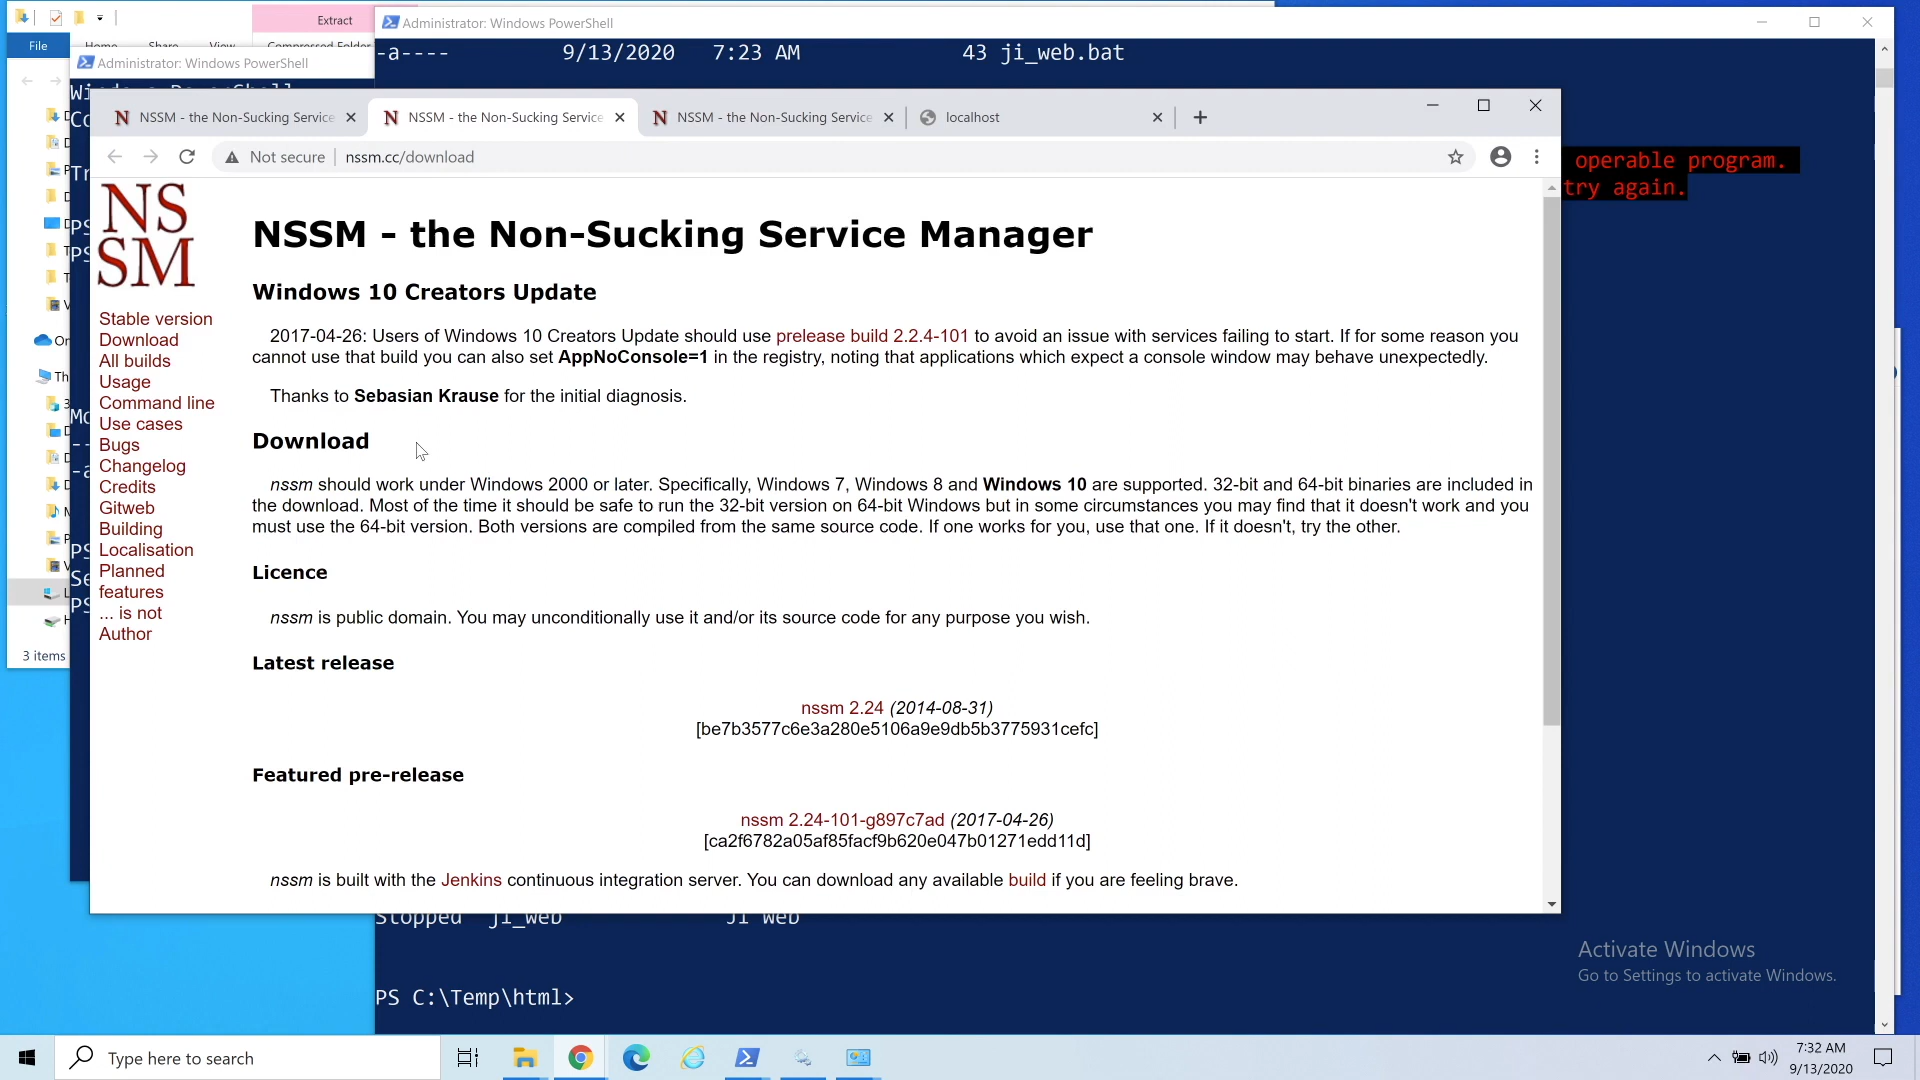 Extract
Administrator: Windows PowerShell
File
Home
Share
View
Compressed Folder
-a---- 9/13/2020 7:23 AM 43 ji_web.bat
Administrator: Windows PowerShell
NSSM - the Non-Sucking Service
NSSM - the Non-Sucking Service
NSSM - the Non-Sucking Service
localhost
Not secure
nssm.cc/download
operable program.
try again.
NS
SM
NSSM - the Non-Sucking Service Manager
Windows 10 Creators Update
2017-04-26: Users of Windows 10 Creators Update should use prelease build 2.2.4-101 to avoid an issue with services failing to start. If for some reason you
cannot use that build you can also set AppNoConsole=1 in the registry, noting that applications which expect a console window may behave unexpectedly.
Thanks to Sebasian Krause for the initial diagnosis.
Stable version
Download
All builds
Usage
Command line
Use cases
Bugs
Changelog
Credits
Gitweb
Building
Localisation
Planned
features
... is not
Author
Download
nssm should work under Windows 2000 or later. Specifically, Windows 7, Windows 8 and Windows 10 are supported. 32-bit and 64-bit binaries are included in
the download. Most of the time it should be safe to run the 32-bit version on 64-bit Windows but in some circumstances you may find that it doesn't work and you
must use the 64-bit version. Both versions are compiled from the same source code. If one works for you, use that one. If it doesn't, try the other.
Licence
nssm is public domain. You may unconditionally use it and/or its source code for any purpose you wish.
Latest release
nssm 2.24 (2014-08-31)
[be7b3577c6e3a280e5106a9e9db5b3775931cefc]
Featured pre-release
nssm 2.24-101-g897c7ad (2017-04-26)
[ca2f6782a05af85facf9b620e047b01271edd11d]
nssm is built with the Jenkins continuous integration server. You can download any available build if you are feeling brave.
3 items
Stopped ji_web Ji Web
PS C:\Temp\html>
Activate Windows
Go to Settings to activate Windows.
Type here to search
7:32 AM
9/13/2020